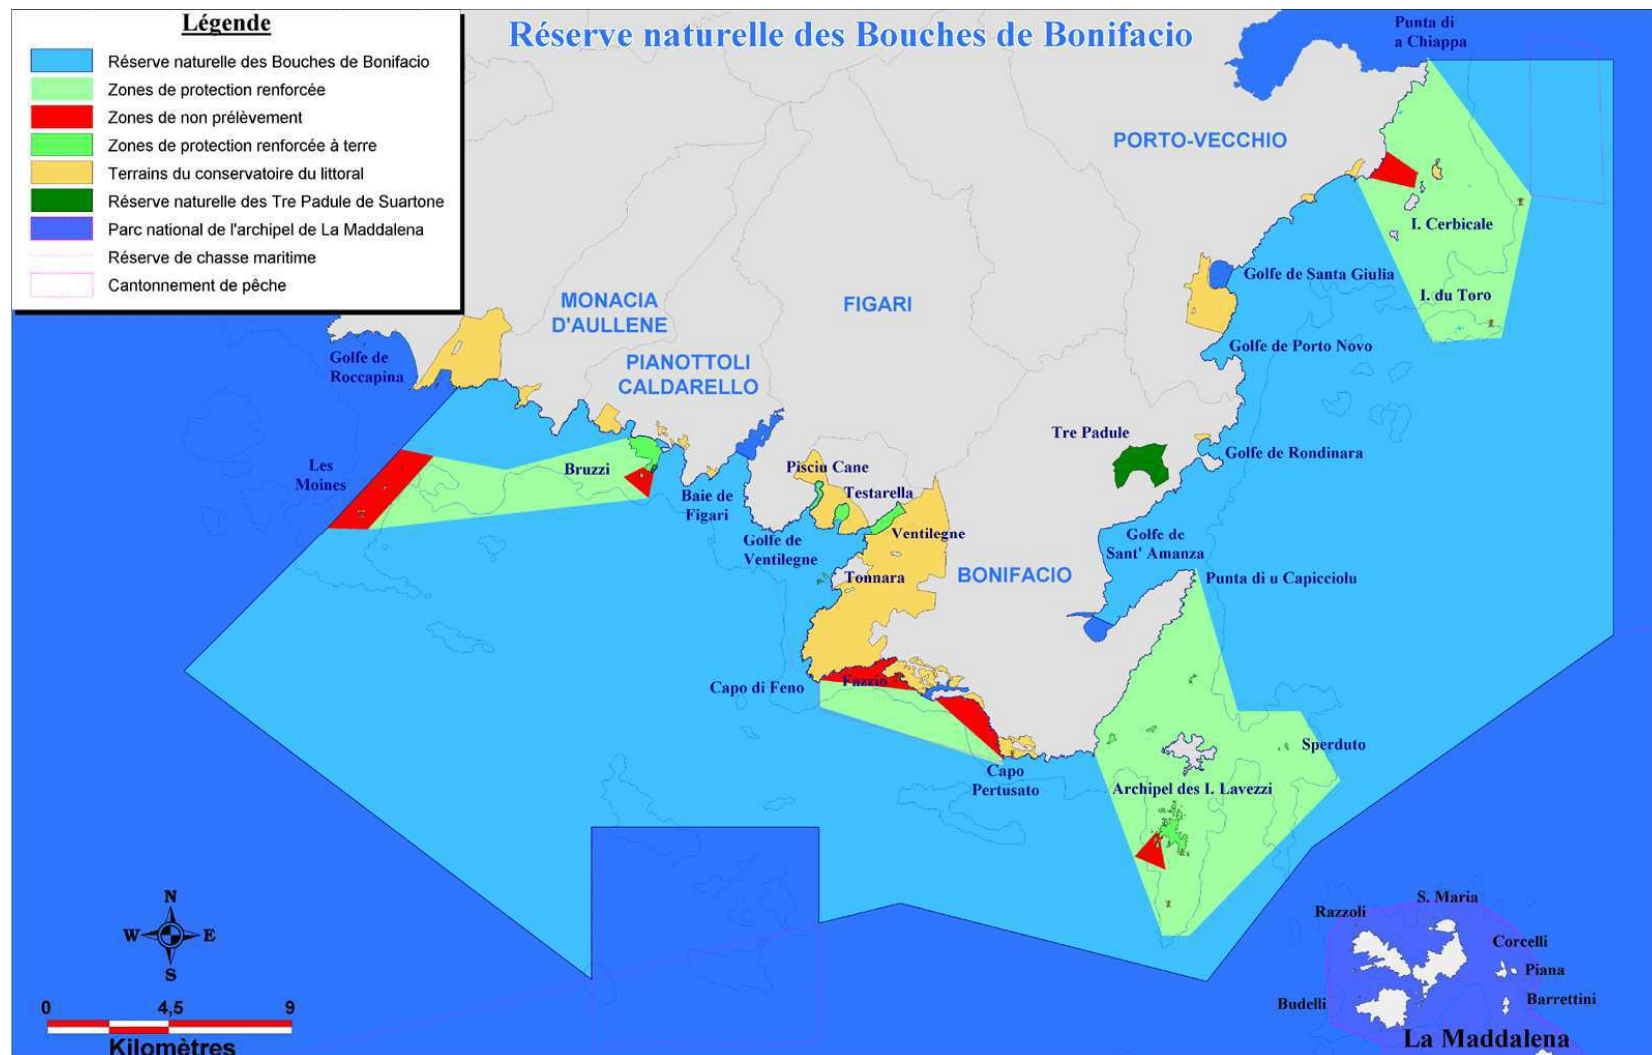 Légende
Réserve naturelle des Bouches de Bonifacio
Zones de protection renforcée
Zones de non prélèvement
Zones de protection renforcée à terre
Terrains du conservatoire du littoral
Réserve naturelle des Tre Padule de Suartone
Parc national de l'archipel de La Maddalena
Réserve de chasse maritime
Cantonnement de pêche
Réserve naturelle des Bouches de Bonifacio
Punta di
a Chiappa
PORTO-VECCHIO
I. Cerbicale
Golfe de Santa Giulia
I. du Toro
MONACIA
D'AULLENE
FIGARI
Golfe de
Roccapina
Golfe de Porto Novo
PIANOTTOLI
CALDARELLO
Tre Padule
Golfe de Rondinara
Les
Moines
Bruzzi
Pisciu Cane
Baie de
Figari
Testarella
Golfe de
Ventilegne
Ventilegne
Golfe de
Sant' Amanza
Tonnara
BONIFACIO
Punta di u Capicciolu
Capo di Feno
Fazzio
Sperduto
Capo
Pertusato
Archipel des I. Lavezzi
N
W
E
S
0
4,5
9
Kilomètres
S. Maria
Razzoli
Corcelli
Piana
Budelli
Barrettini
La Maddalena